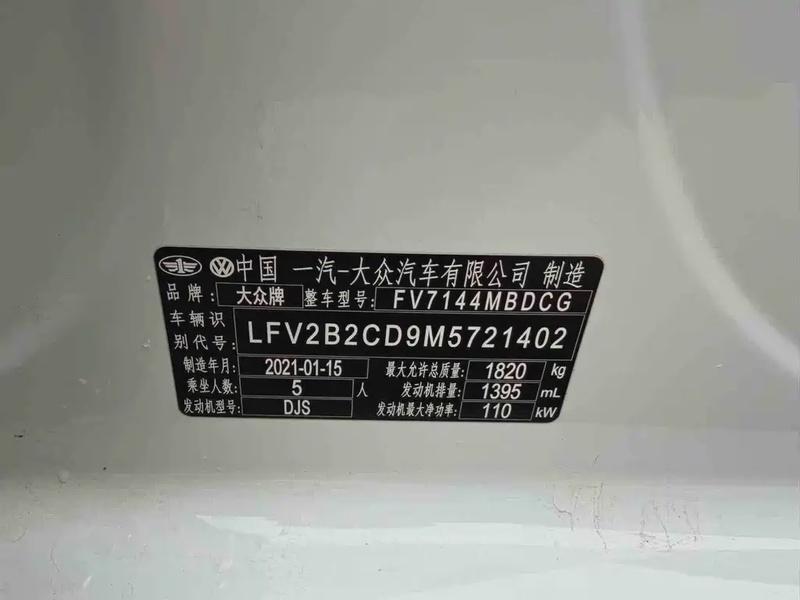 中国 一汽-大众汽车有限公司 制造
品牌: 大众牌 整车型号: FV7144MBDCG
车辆识别代号: LFV2B2CD9M5721402
制造年月: 2021-01-15 最大允许总质量: 1820 kg
乘坐人数: 5 人 发动机排量: 1395 mL
发动机型号: DJS 发动机最大净功率: 110 kW